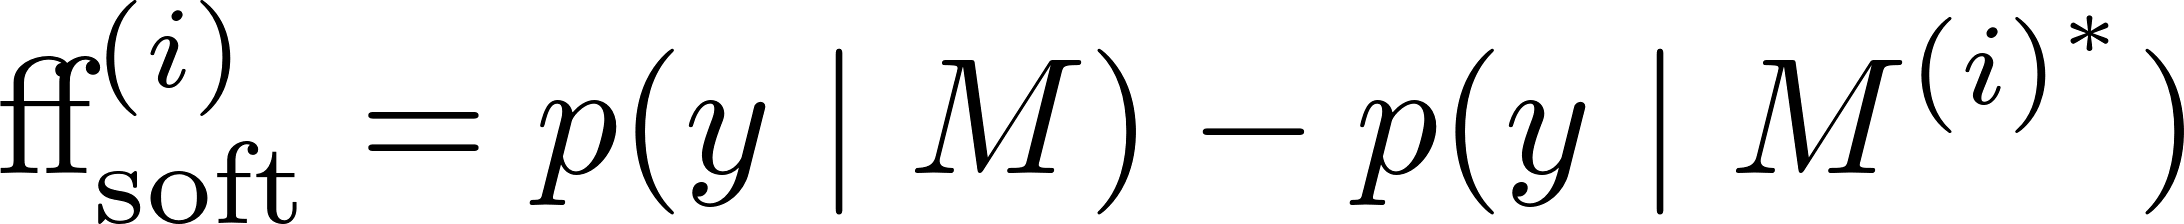 ff_soft^(i) = p(y | M) − p(y | M^(i)*)